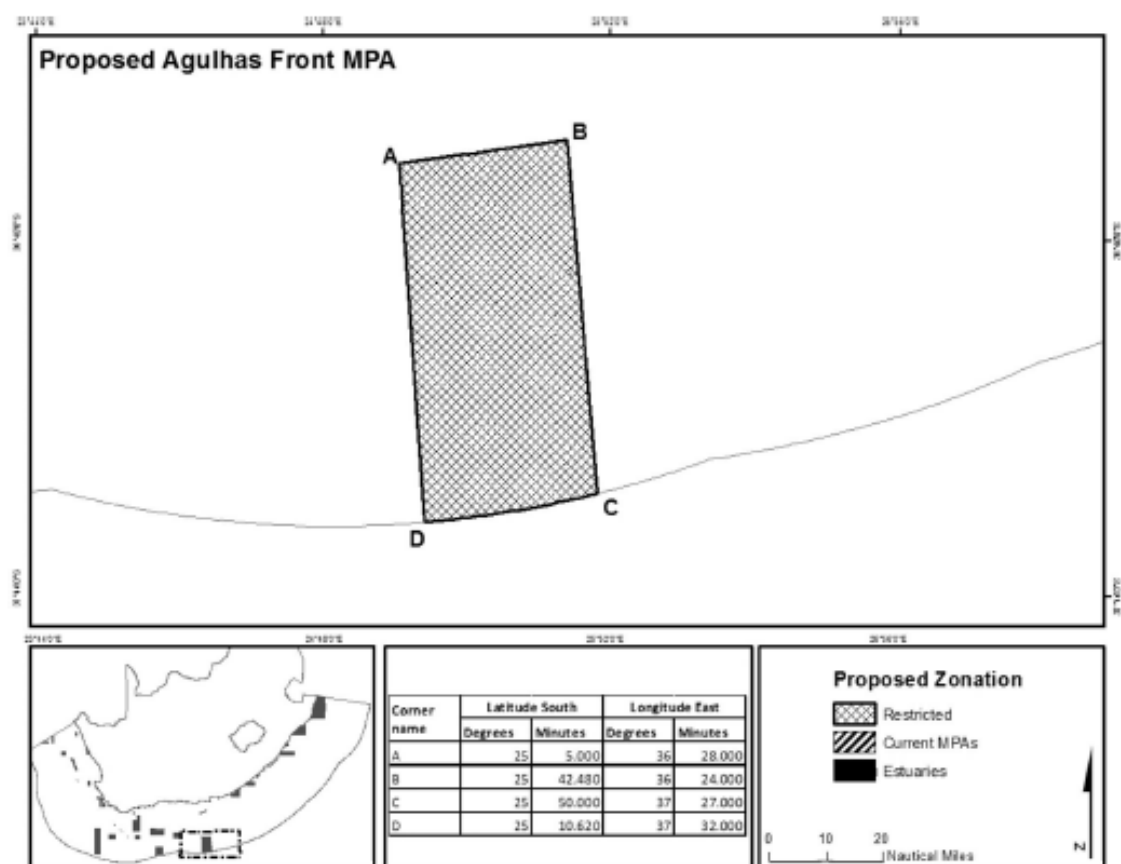 Proposed Agulhas Front MPA
A
B
C
D
Corner name Latitude South Longitude East
Degrees Minutes Degrees Minutes
A 25 5.000 36 28.000
B 25 42.480 36 24.000
C 25 50.000 37 27.000
D 25 10.620 37 32.000
Proposed Zonation
Restricted
Current MPAs
Estuaries
0 10 20
Nautical Miles
N